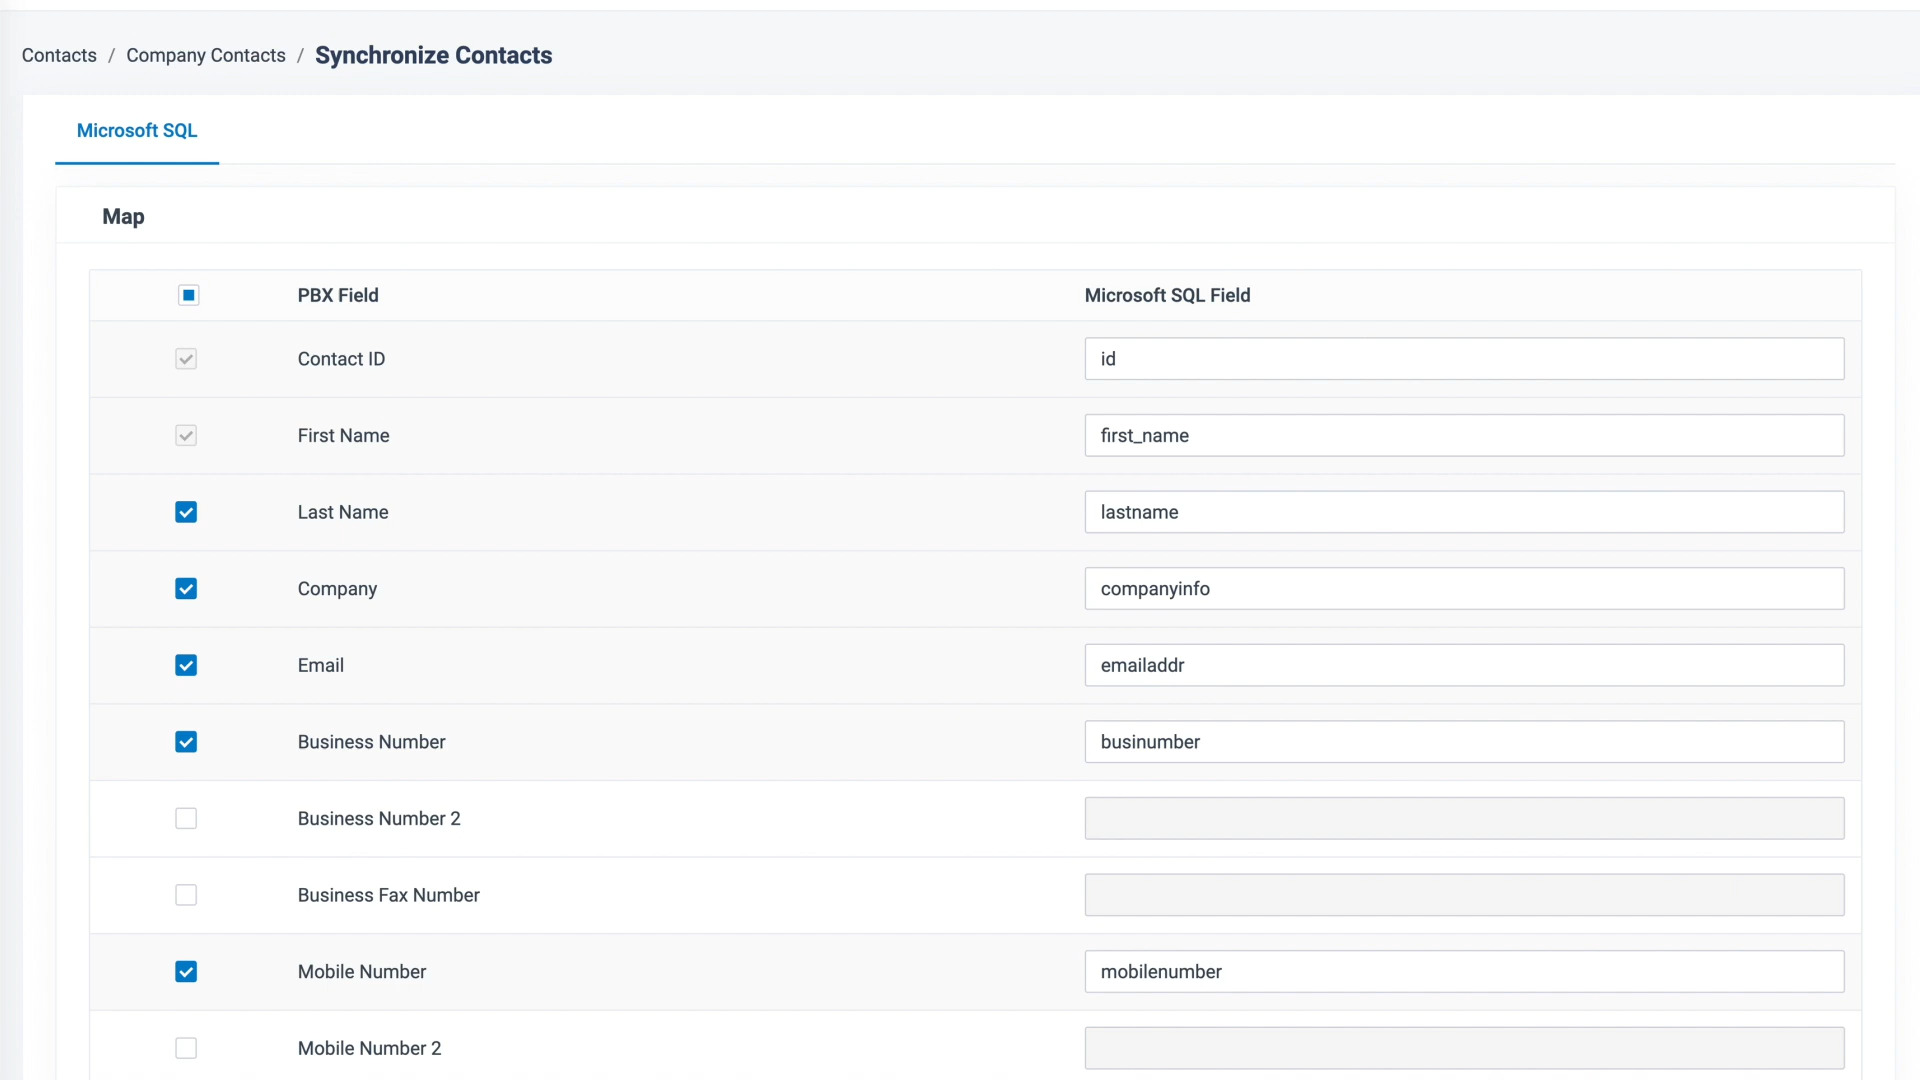 Contacts / Company Contacts / Synchronize Contacts
Microsoft SQL
Map
PBX Field Microsoft SQL Field
Contact ID id
First Name first_name
Last Name lastname
Company companyinfo
Email emailaddr
Business Number businumber
Business Number 2
Business Fax Number
Mobile Number mobilenumber
Mobile Number 2